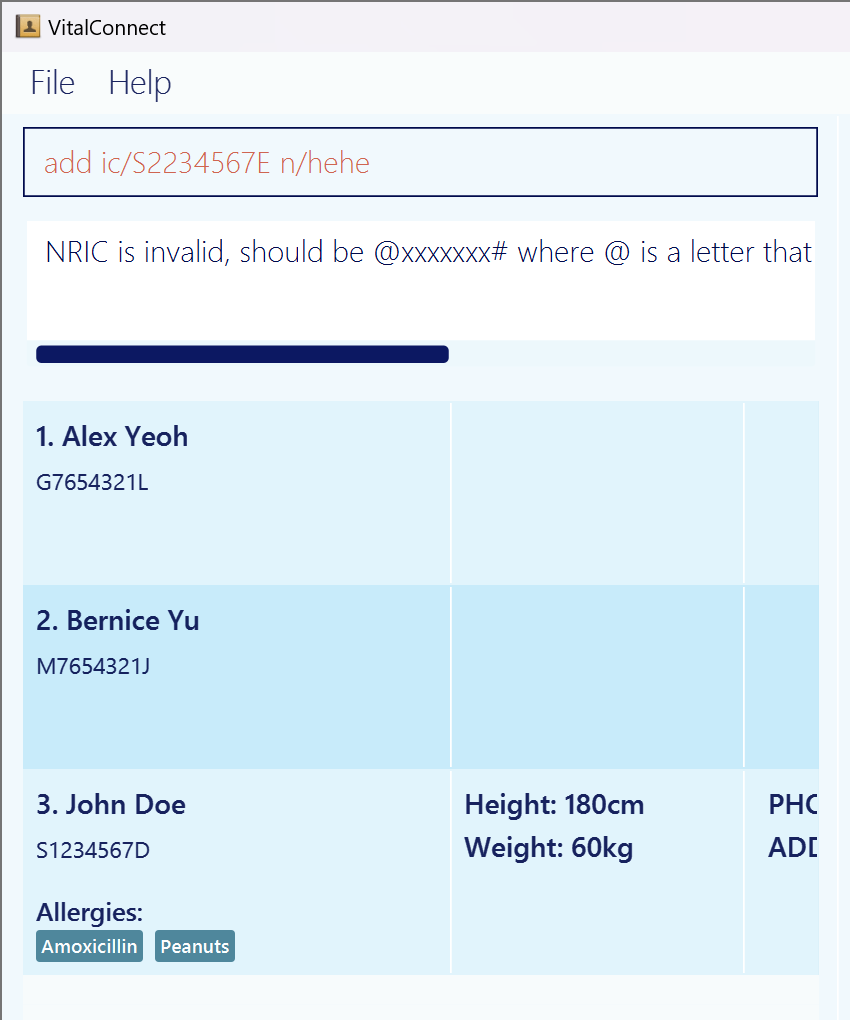 VitalConnect
File Help
add ic/S2234567E n/hehe
NRIC is invalid, should be @xxxxxxx# where @ is a letter that
1. Alex Yeoh
G7654321L
2. Bernice Yu
M7654321J
3. John Doe
S1234567D
Allergies:
Amoxicillin Peanuts
Height: 180cm
Weight: 60kg
PHO
ADD